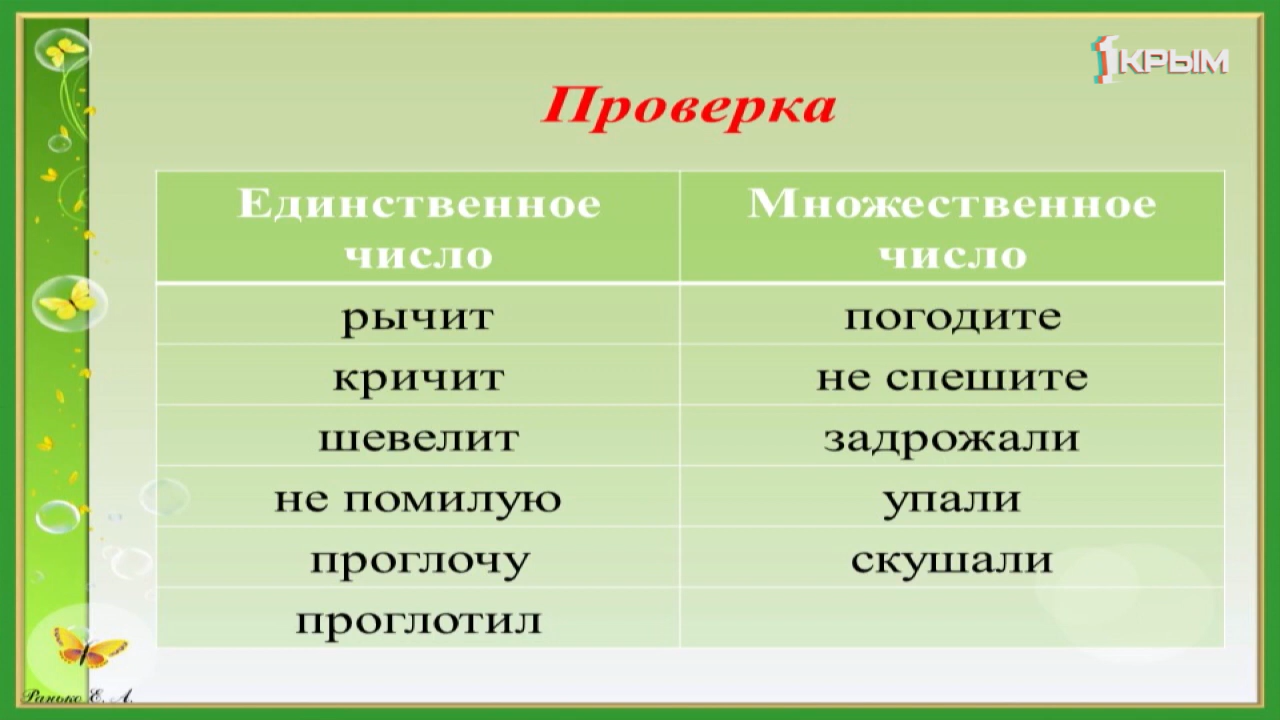 1КРЫМ
Проверка
Единственное
число
Множественное
число
рычит
погодите
кричит
не спешите
шевелит
задрожали
не помилую
упали
проглочу
скушали
проглотил
Ранько Е. А.